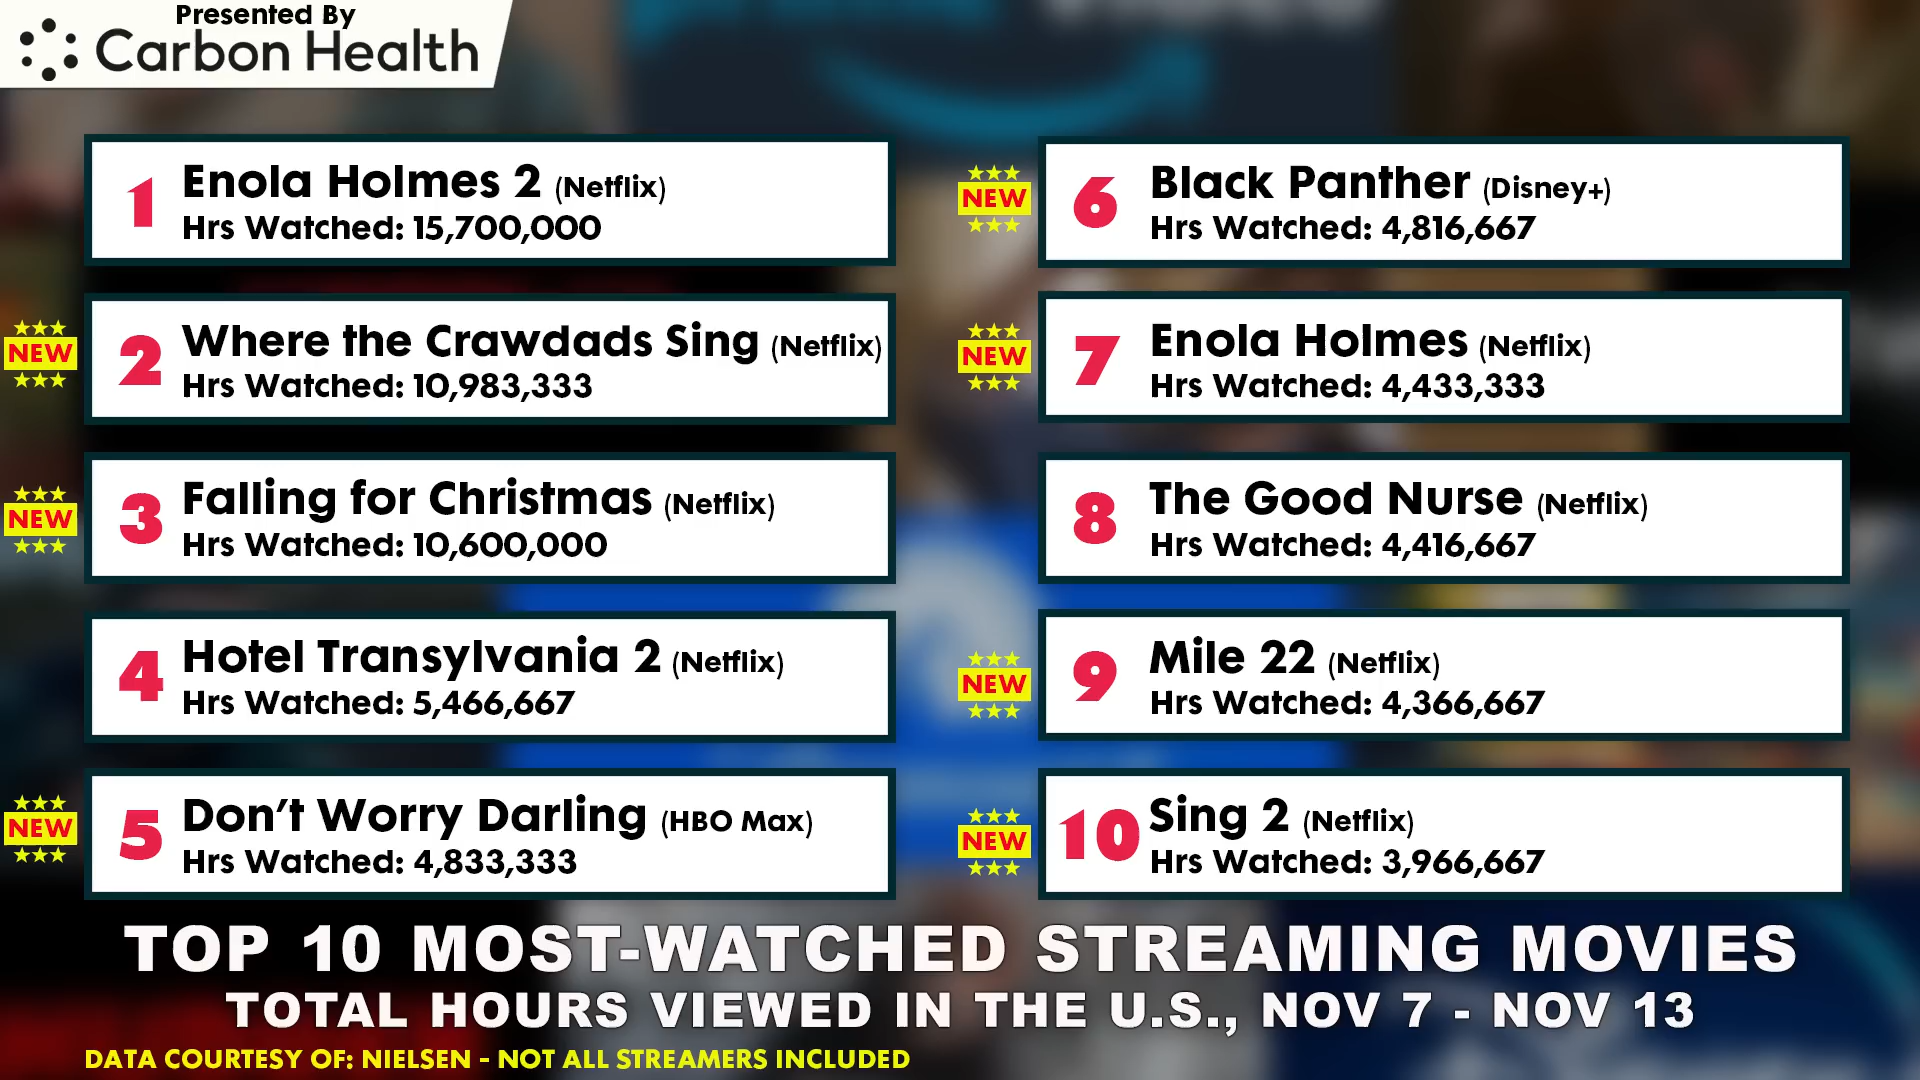 Presented By
Carbon Health
1
Enola Holmes 2 (Netflix)
Hrs Watched: 15,700,000
NEW
2
Where the Crawdads Sing (Netflix)
Hrs Watched: 10,983,333
NEW
3
Falling for Christmas (Netflix)
Hrs Watched: 10,600,000
4
Hotel Transylvania 2 (Netflix)
Hrs Watched: 5,466,667
NEW
5
Don't Worry Darling (HBO Max)
Hrs Watched: 4,833,333
NEW
6
Black Panther (Disney+)
Hrs Watched: 4,816,667
NEW
7
Enola Holmes (Netflix)
Hrs Watched: 4,433,333
8
The Good Nurse (Netflix)
Hrs Watched: 4,416,667
NEW
9
Mile 22 (Netflix)
Hrs Watched: 4,366,667
NEW
10
Sing 2 (Netflix)
Hrs Watched: 3,966,667
TOP 10 MOST-WATCHED STREAMING MOVIES
TOTAL HOURS VIEWED IN THE U.S., NOV 7 - NOV 13
DATA COURTESY OF: NIELSEN - NOT ALL STREAMERS INCLUDED